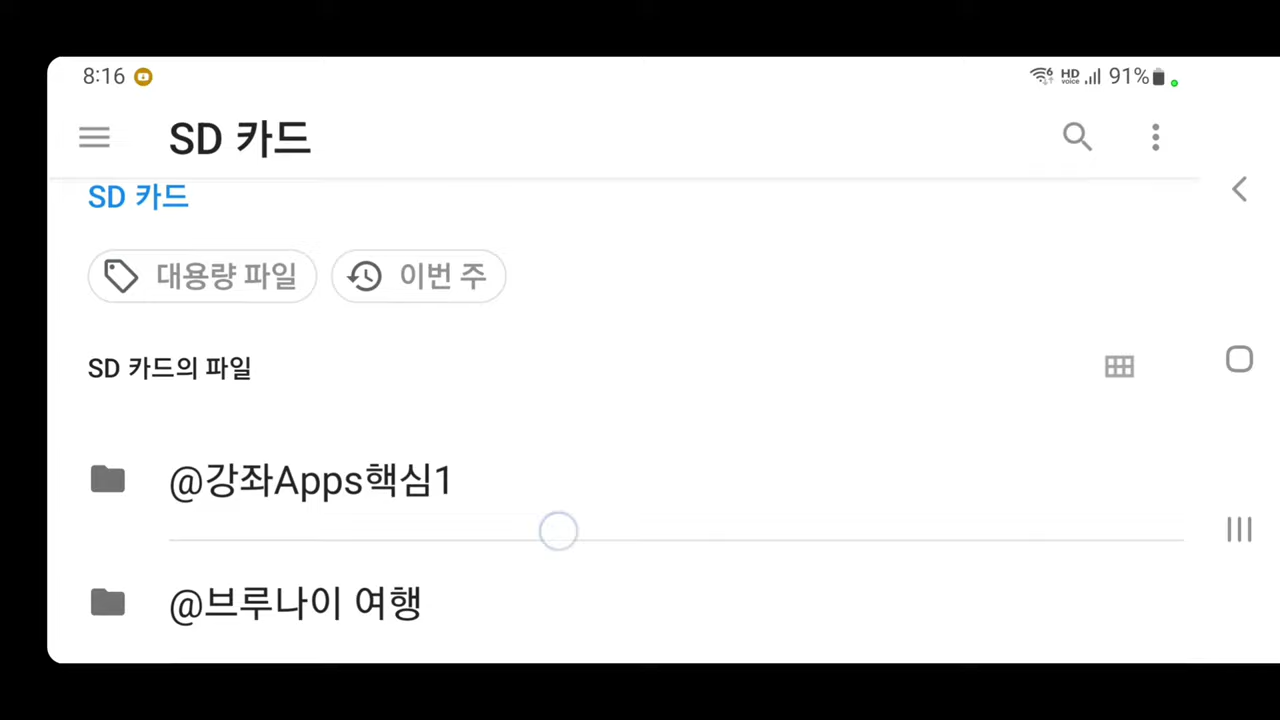 8:16
HD voice 91%
SD 카드
SD 카드
대용량 파일 이번 주
SD 카드의 파일
@강좌Apps핵심1
@브루나이 여행